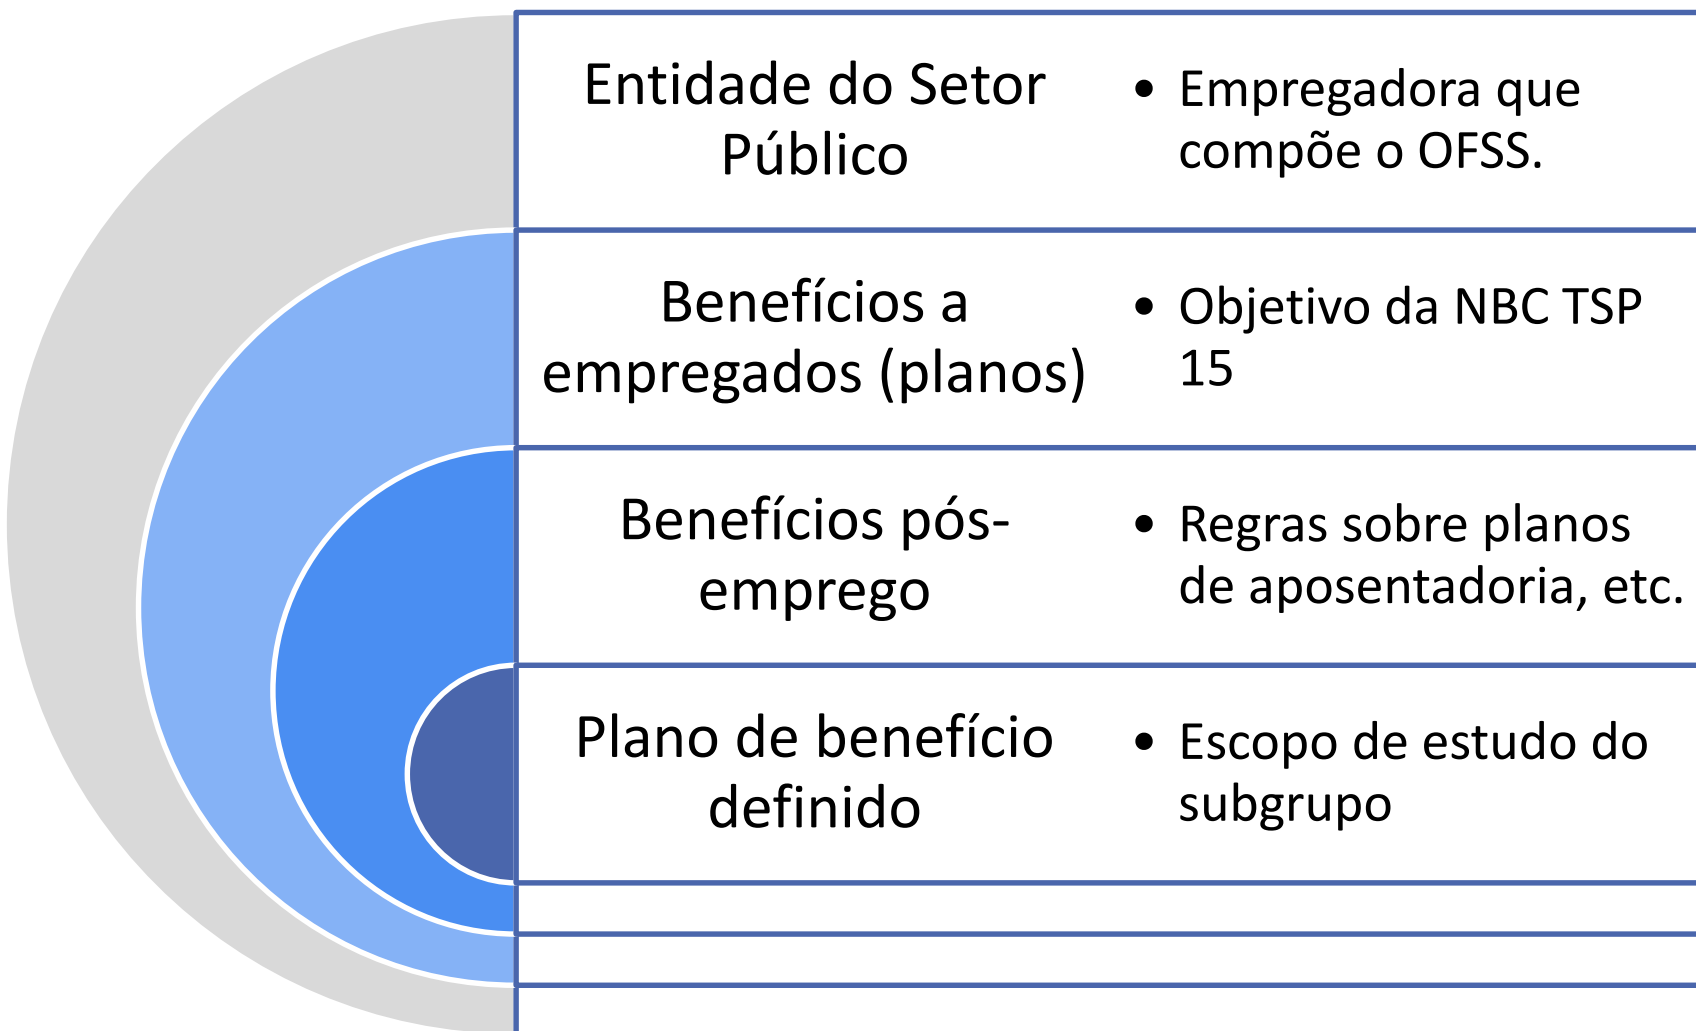 Entidade do Setor
Público
• Empregadora que
compõe o OFSS.
Benefícios a
empregados (planos)
• Objetivo da NBC TSP
15
Benefícios pós-
emprego
• Regras sobre planos
de aposentadoria, etc.
Plano de benefício
definido
• Escopo de estudo do
subgrupo